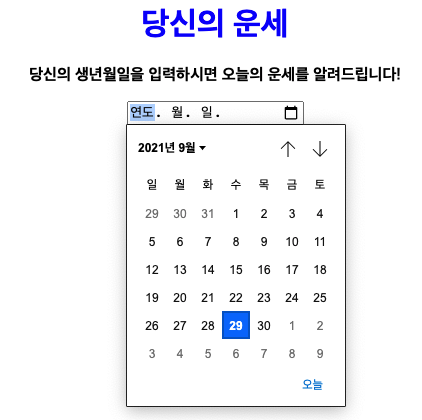 당신의 운세
당신의 생년월일을 입력하시면 오늘의 운세를 알려드립니다!
연도. 월. 일.
2021년 9월
일 월 화 수 목 금 토
29 30 31 1 2 3 4
5 6 7 8 9 10 11
12 13 14 15 16 17 18
19 20 21 22 23 24 25
26 27 28 29 30 1 2
3 4 5 6 7 8 9
오늘